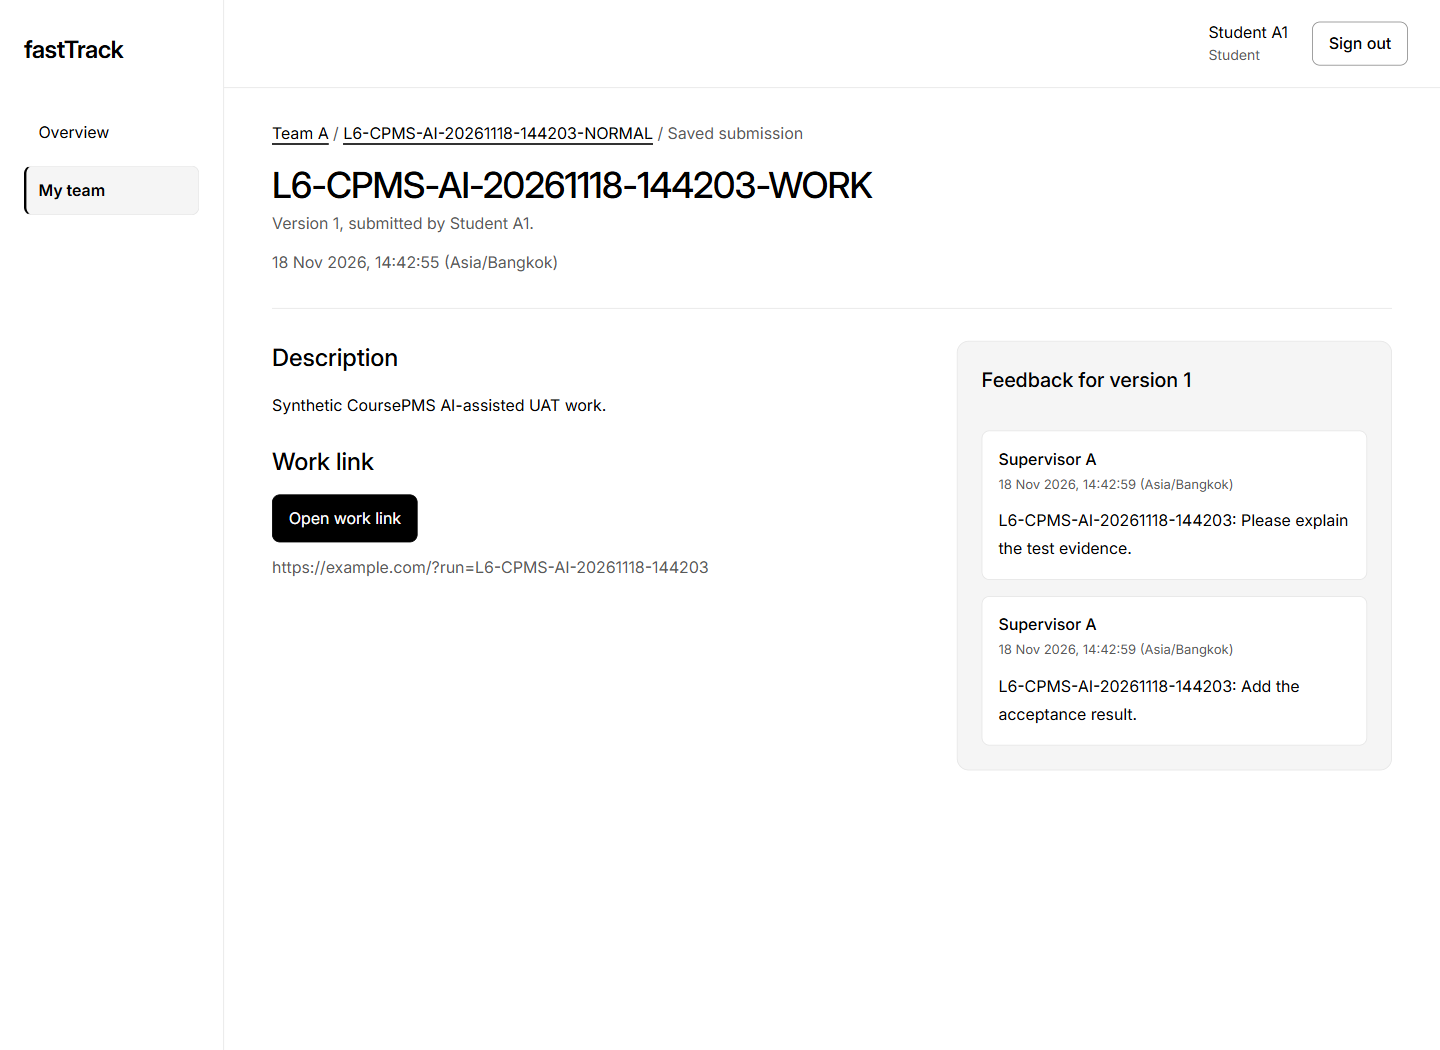 fastTrack
Student A1
Student
Sign out
Overview
My team
Team A / L6-CPMS-AI-20261118-144203-NORMAL / Saved submission
L6-CPMS-AI-20261118-144203-WORK
Version 1, submitted by Student A1.
18 Nov 2026, 14:42:55 (Asia/Bangkok)
Description
Synthetic CoursePMS AI-assisted UAT work.
Work link
Open work link
https://example.com/?run=L6-CPMS-AI-20261118-144203
Feedback for version 1
Supervisor A
18 Nov 2026, 14:42:59 (Asia/Bangkok)
L6-CPMS-AI-20261118-144203: Please explain
the test evidence.
Supervisor A
18 Nov 2026, 14:42:59 (Asia/Bangkok)
L6-CPMS-AI-20261118-144203: Add the
acceptance result.